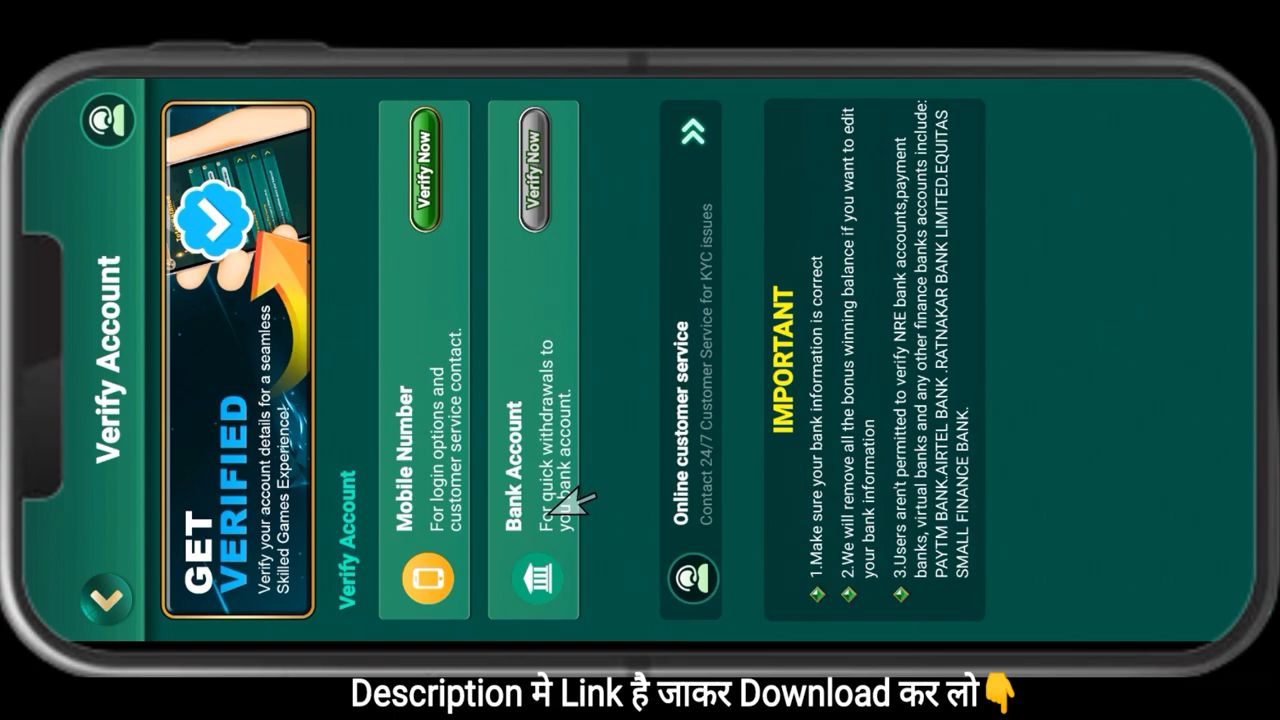 Verify Account
GET
VERIFIED
Verify your account details for a seamless
Skilled Games Experience!
Verify Account
Mobile Number
For login options and
customer service contact.
Verify Now
Bank Account
For quick withdrawals to
your bank account.
Verify Now
Online customer service
Contact 24/7 Customer Service for KYC issues
IMPORTANT
1.Make sure your bank information is correct
2.We will remove all the bonus winning balance if you want to edit
your bank information
3.Users aren't permitted to verify NRE bank accounts,payment
banks, virtual banks and any other finance banks accounts include:
PAYTM BANK.AIRTEL BANK .RATNAKAR BANK LIMITED.EQUITAS
SMALL FINANCE BANK.
Description मे Link है जाकर Download कर लो👇